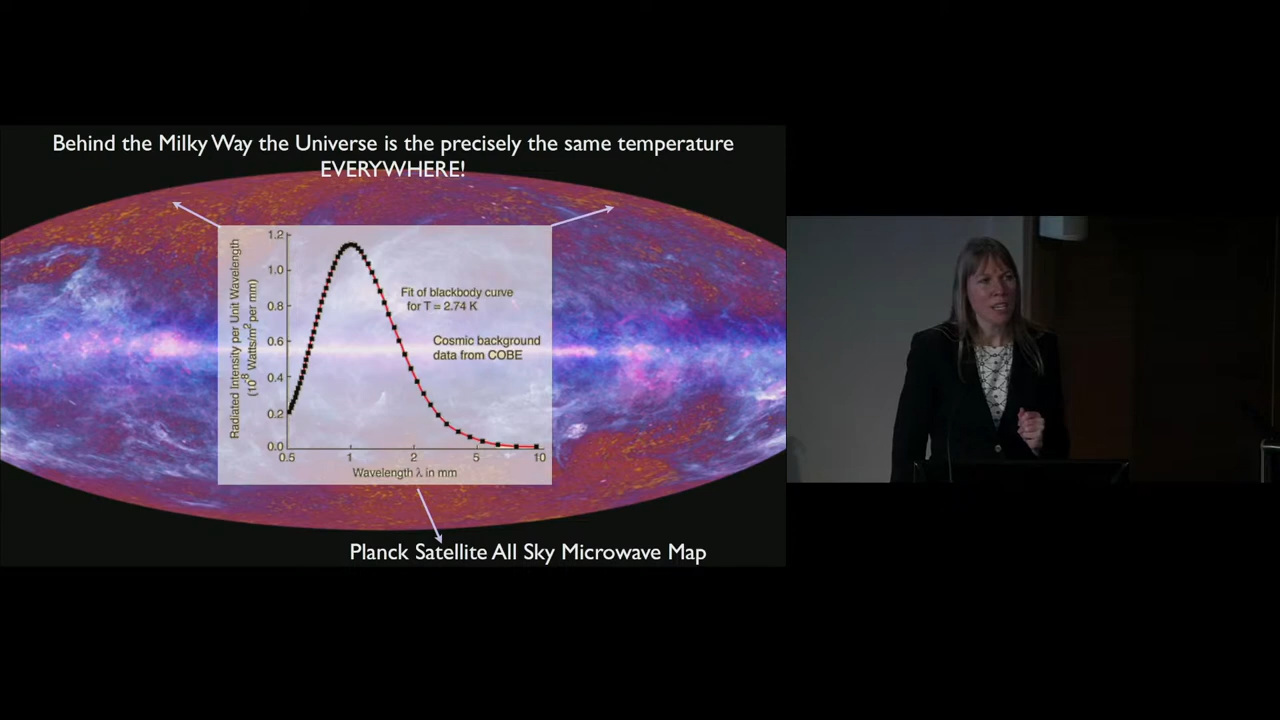 Behind the Milky Way the Universe is the precisely the same temperature
EVERYWHERE!
1.2
1.0
0.8
0.6
0.4
0.2
0.0
Radiated Intensity per Unit Wavelength
(10⁸ Watts/m² per mm)
Fit of blackbody curve
for T = 2.74 K
Cosmic background
data from COBE
0.5 1 2 5 10
Wavelength λ in mm
Planck Satellite All Sky Microwave Map